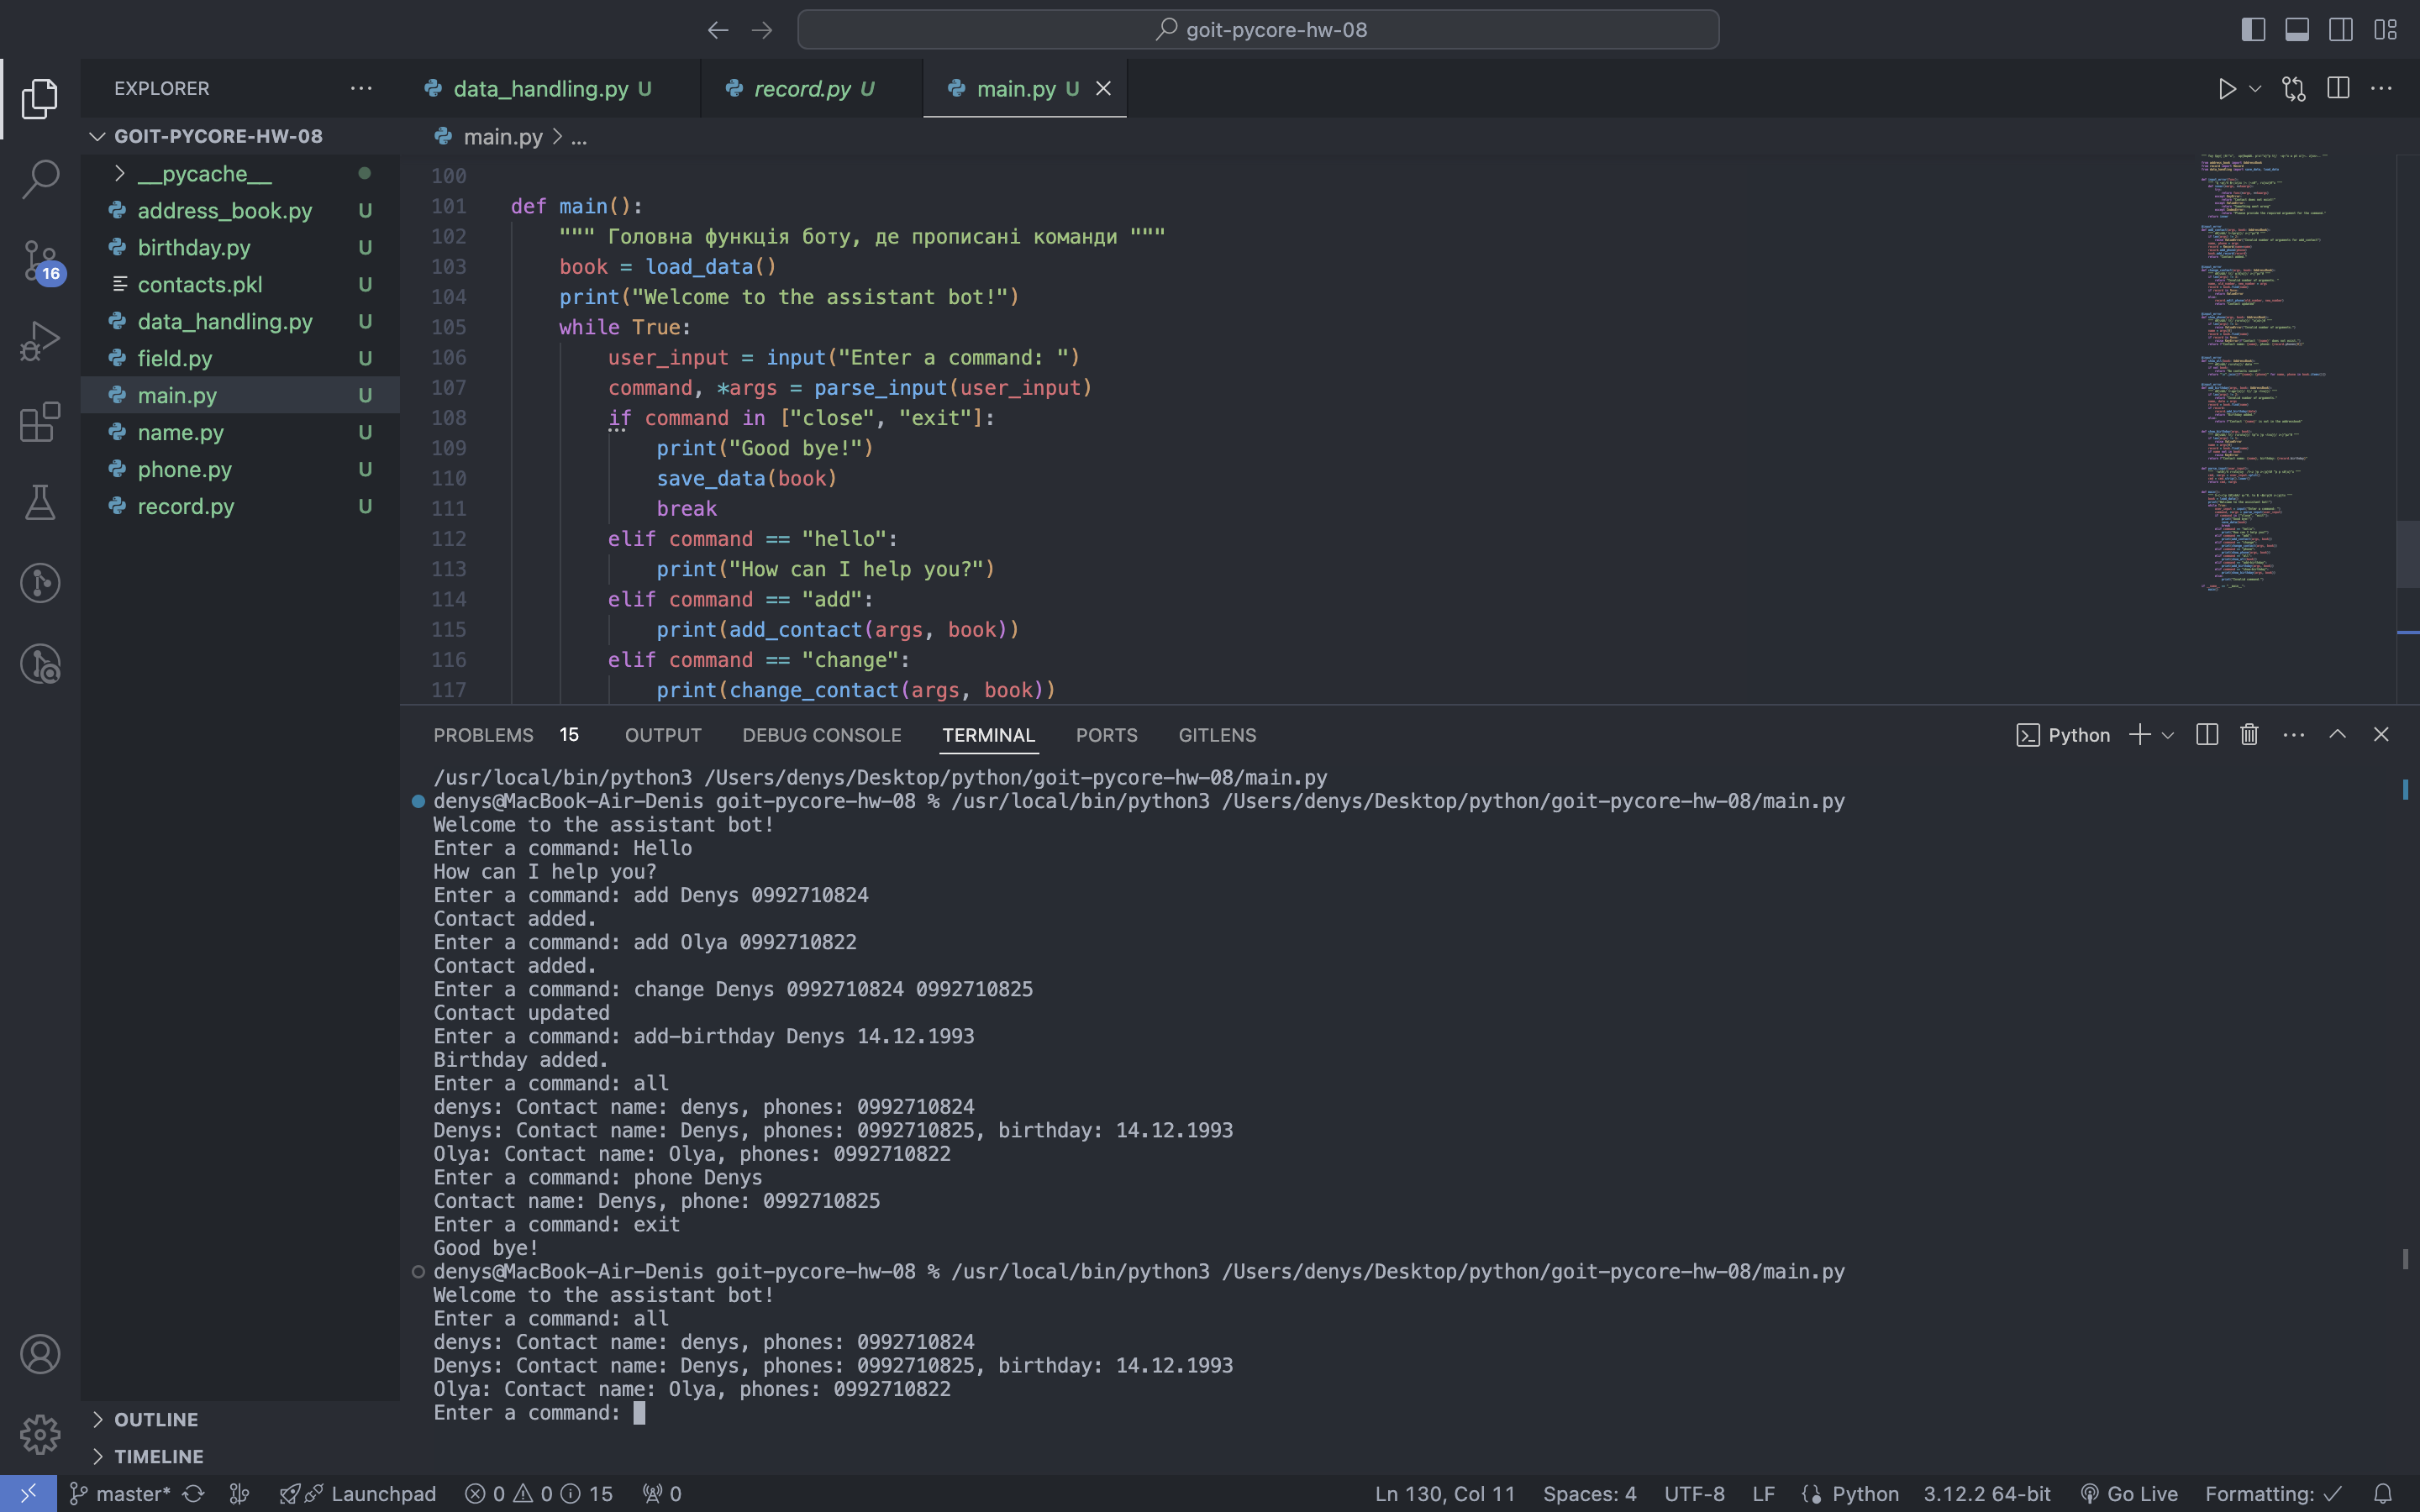 goit-pycore-hw-08
EXPLORER
data_handling.py U
record.py U
main.py U
GOIT-PYCORE-HW-08
main.py > ...
16
__pycache__
address_book.py U
birthday.py U
contacts.pkl U
data_handling.py U
field.py U
main.py U
name.py U
phone.py U
record.py U
100
101 def main():
102 """ Головна функція боту, де прописані команди """
103 book = load_data()
104 print("Welcome to the assistant bot!")
105 while True:
106 user_input = input("Enter a command: ")
107 command, *args = parse_input(user_input)
108 if command in ["close", "exit"]:
109 print("Good bye!")
110 save_data(book)
111 break
112 elif command == "hello":
113 print("How can I help you?")
114 elif command == "add":
115 print(add_contact(args, book))
116 elif command == "change":
117 print(change_contact(args, book))
PROBLEMS 15 OUTPUT DEBUG CONSOLE TERMINAL PORTS GITLENS
Python
/usr/local/bin/python3 /Users/denys/Desktop/python/goit-pycore-hw-08/main.py
denys@MacBook-Air-Denis goit-pycore-hw-08 % /usr/local/bin/python3 /Users/denys/Desktop/python/goit-pycore-hw-08/main.py
Welcome to the assistant bot!
Enter a command: Hello
How can I help you?
Enter a command: add Denys 0992710824
Contact added.
Enter a command: add Olya 0992710822
Contact added.
Enter a command: change Denys 0992710824 0992710825
Contact updated
Enter a command: add-birthday Denys 14.12.1993
Birthday added.
Enter a command: all
denys: Contact name: denys, phones: 0992710824
Denys: Contact name: Denys, phones: 0992710825, birthday: 14.12.1993
Olya: Contact name: Olya, phones: 0992710822
Enter a command: phone Denys
Contact name: Denys, phone: 0992710825
Enter a command: exit
Good bye!
denys@MacBook-Air-Denis goit-pycore-hw-08 % /usr/local/bin/python3 /Users/denys/Desktop/python/goit-pycore-hw-08/main.py
Welcome to the assistant bot!
Enter a command: all
denys: Contact name: denys, phones: 0992710824
Denys: Contact name: Denys, phones: 0992710825, birthday: 14.12.1993
Olya: Contact name: Olya, phones: 0992710822
Enter a command:
OUTLINE
TIMELINE
master* Launchpad 0 0 15 0 Ln 130, Col 11 Spaces: 4 UTF-8 LF Python 3.12.2 64-bit Go Live Formatting: